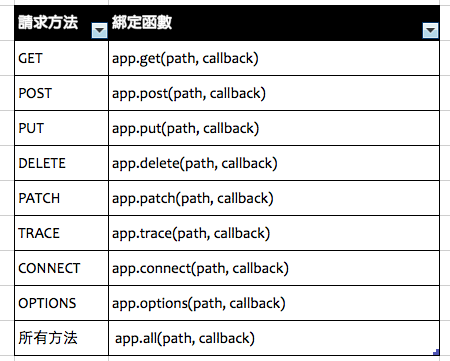 請求方法 綁定函數
GET app.get(path, callback)
POST app.post(path, callback)
PUT app.put(path, callback)
DELETE app.delete(path, callback)
PATCH app.patch(path, callback)
TRACE app.trace(path, callback)
CONNECT app.connect(path, callback)
OPTIONS app.options(path, callback)
所有方法 app.all(path, callback)